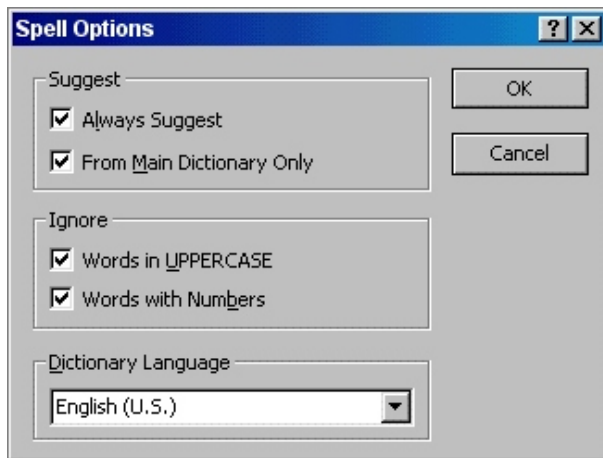 Spell Options
Suggest
OK
Always Suggest
From Main Dictionary Only
Cancel
Ignore
Words in UPPERCASE
Words with Numbers
Dictionary Language
English (U.S.)